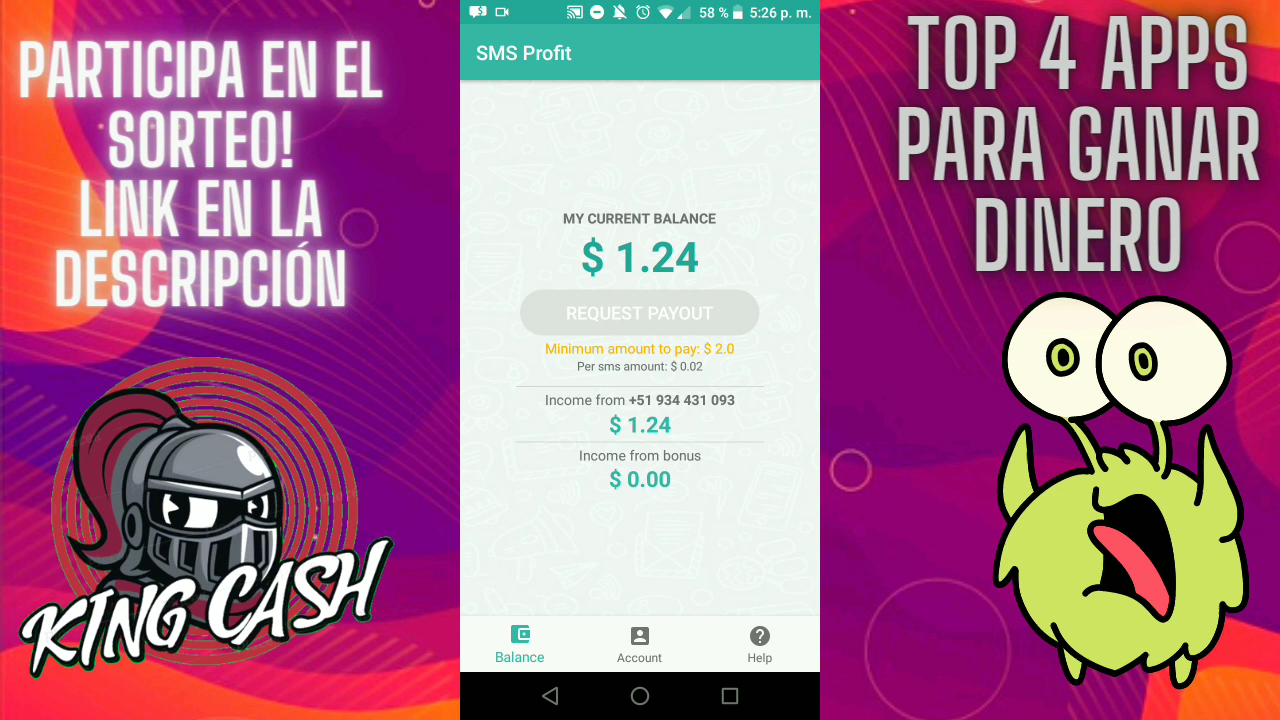 PARTICIPA EN EL
SORTEO!
LINK EN LA
DESCRIPCIÓN
KING CASH
58 % 5:26 p. m.
SMS Profit
MY CURRENT BALANCE
$ 1.24
REQUEST PAYOUT
Minimum amount to pay: $ 2.0
Per sms amount: $ 0.02
Income from +51 934 431 093
$ 1.24
Income from bonus
$ 0.00
Balance Account Help
TOP 4 APPS
PARA GANAR
DINERO